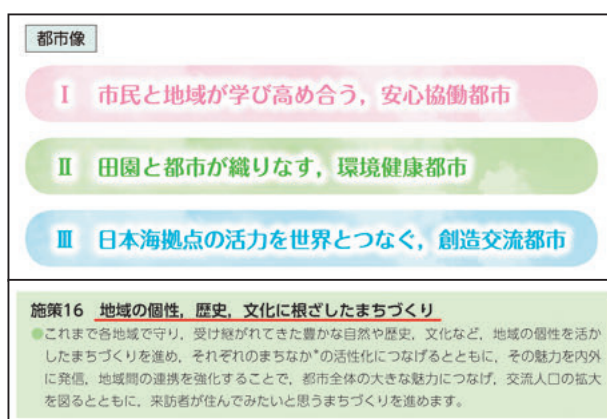 都市像
Ⅰ 市民と地域が学び高め合う，安心協働都市
Ⅱ 田園と都市が織りなす，環境健康都市
Ⅲ 日本海拠点の活力を世界とつなぐ，創造交流都市
施策16 地域の個性，歴史，文化に根ざしたまちづくり
●これまで各地域で守り，受け継がれてきた豊かな自然や歴史，文化など，地域の個性を活か
したまちづくりを進め，それぞれのまちなか*の活性化につなげるとともに，その魅力を内外
に発信，地域間の連携を強化することで，都市全体の大きな魅力につなげ，交流人口の拡大
を図るとともに，来訪者が住んでみたいと思うまちづくりを進めます。